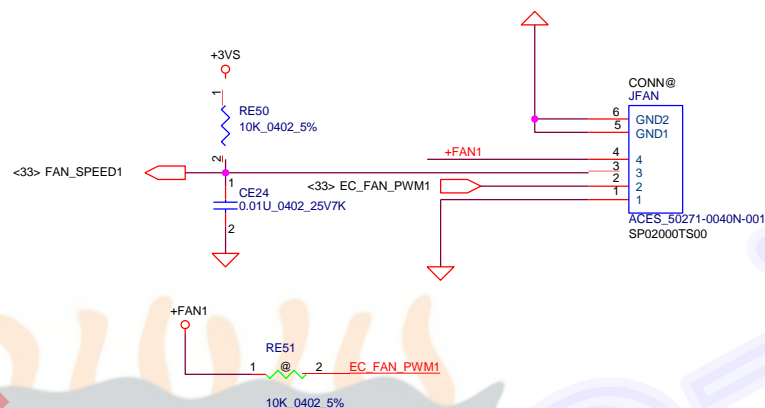 +3VS
1
RE50
10K_0402_5%
2
<33> FAN_SPEED1
1
CE24
0.01U_0402_25V7K
2
CONN@
JFAN
6
GND2
5
GND1
+FAN1
4
4
3
3
<33> EC_FAN_PWM1
2
2
1
1
ACES_50271-0040N-001
SP02000TS00
+FAN1
RE51
1
@
2
EC_FAN_PWM1
10K_0402_5%